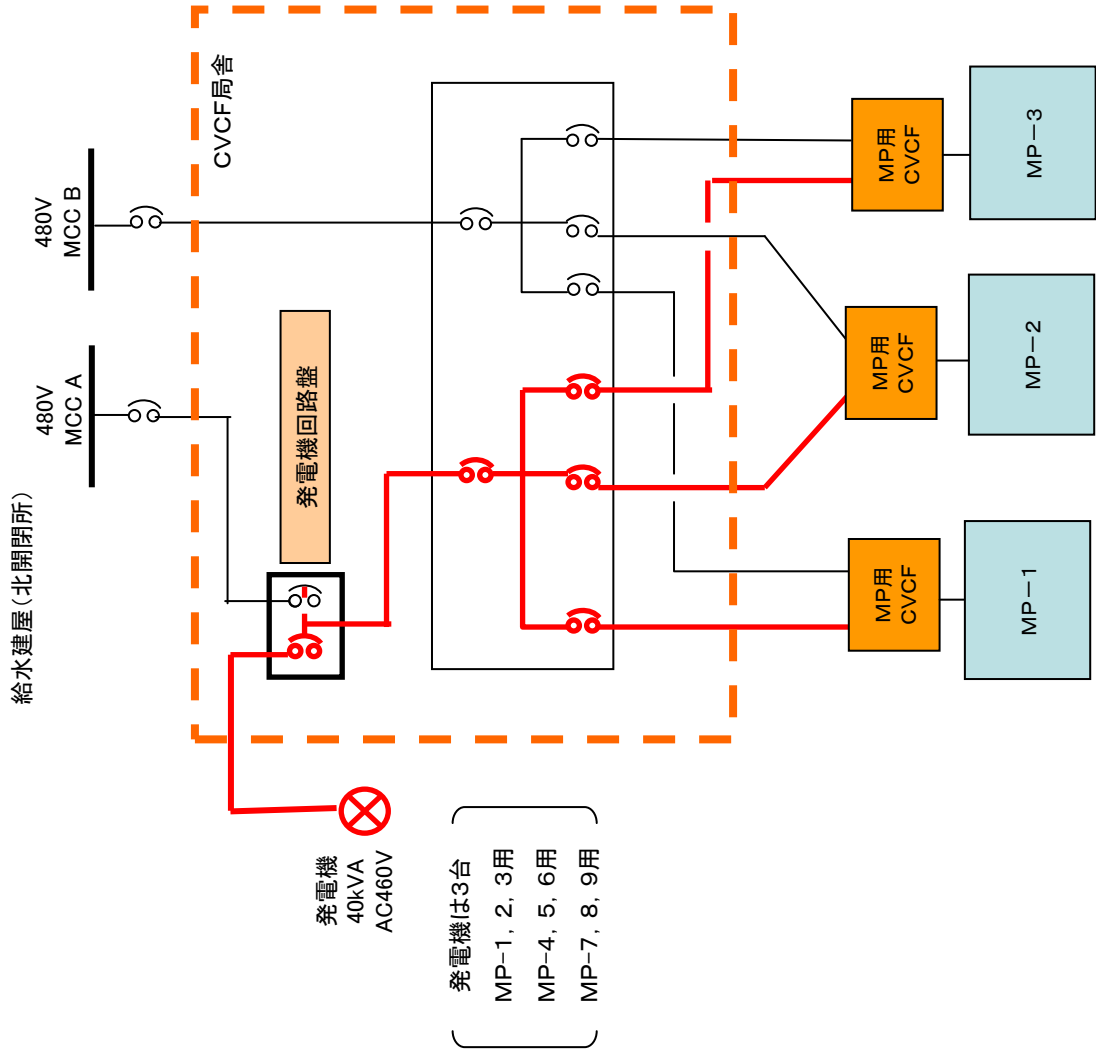 給水建屋（北開閉所）
480V
MCC A
480V
MCC B
CVCF局舎
発電機回路盤
発電機
40kVA
AC460V
発電機は3台
MP-1, 2, 3用
MP-4, 5, 6用
MP-7, 8, 9用
MP用
CVCF
MP用
CVCF
MP用
CVCF
MP-1
MP-2
MP-3